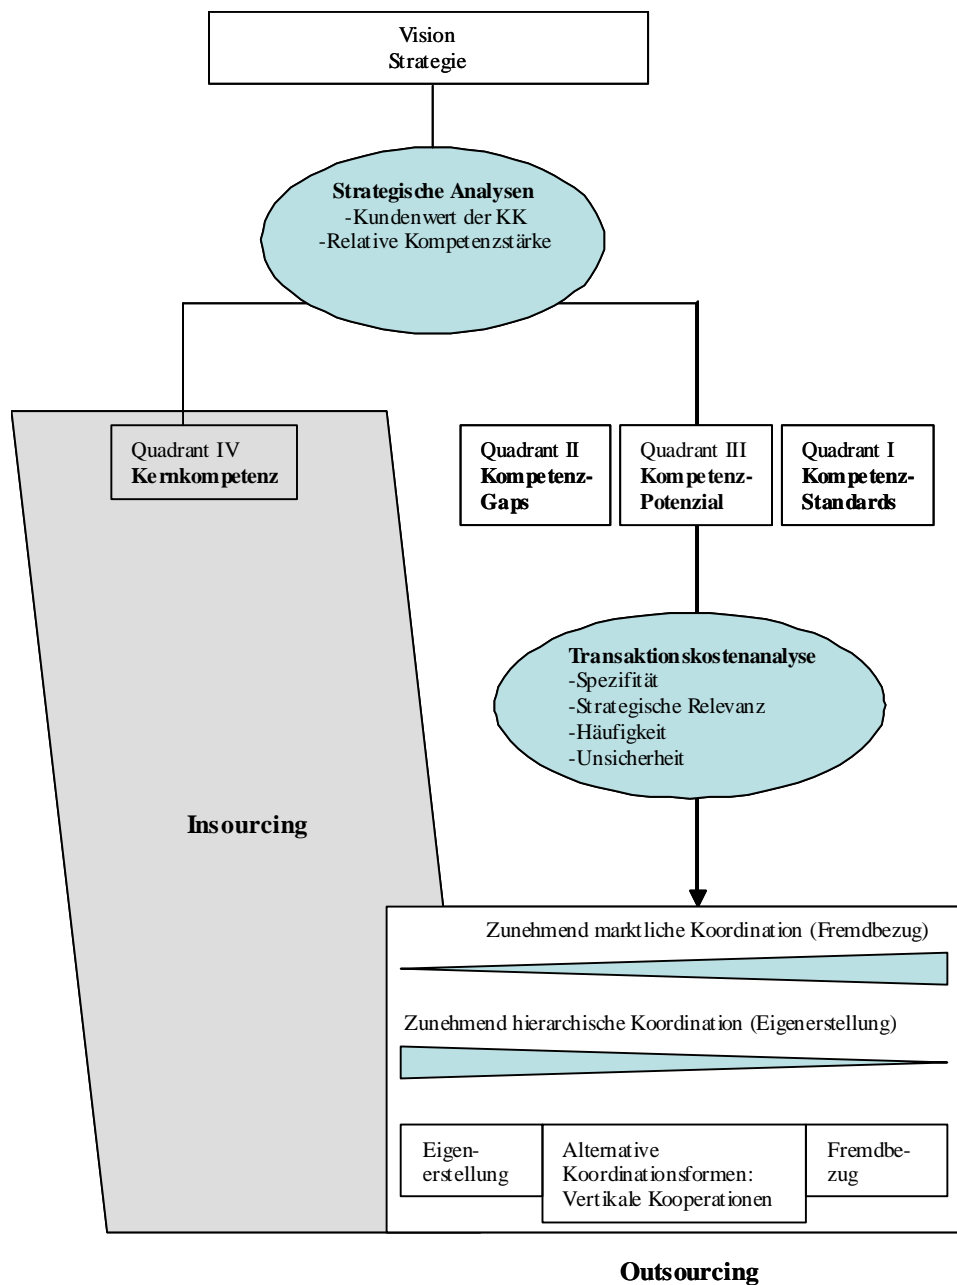 Vision
Strategie
Strategische Analysen
-Kundenwert der KK
-Relative Kompetenzstärke
Quadrant IV
Kernkompetenz
Quadrant II
Kompetenz-
Gaps
Quadrant III
Kompetenz-
Potenzial
Quadrant I
Kompetenz-
Standards
Transaktionskostenanalyse
-Spezifität
-Strategische Relevanz
-Häufigkeit
-Unsicherheit
Insourcing
Zunehmend marktliche Koordination (Fremdbezug)
Zunehmend hierarchische Koordination (Eigenerstellung)
Eigen-
erstellung
Alternative
Koordinationsformen:
Vertikale Kooperationen
Fremdbe-
zug
Outsourcing